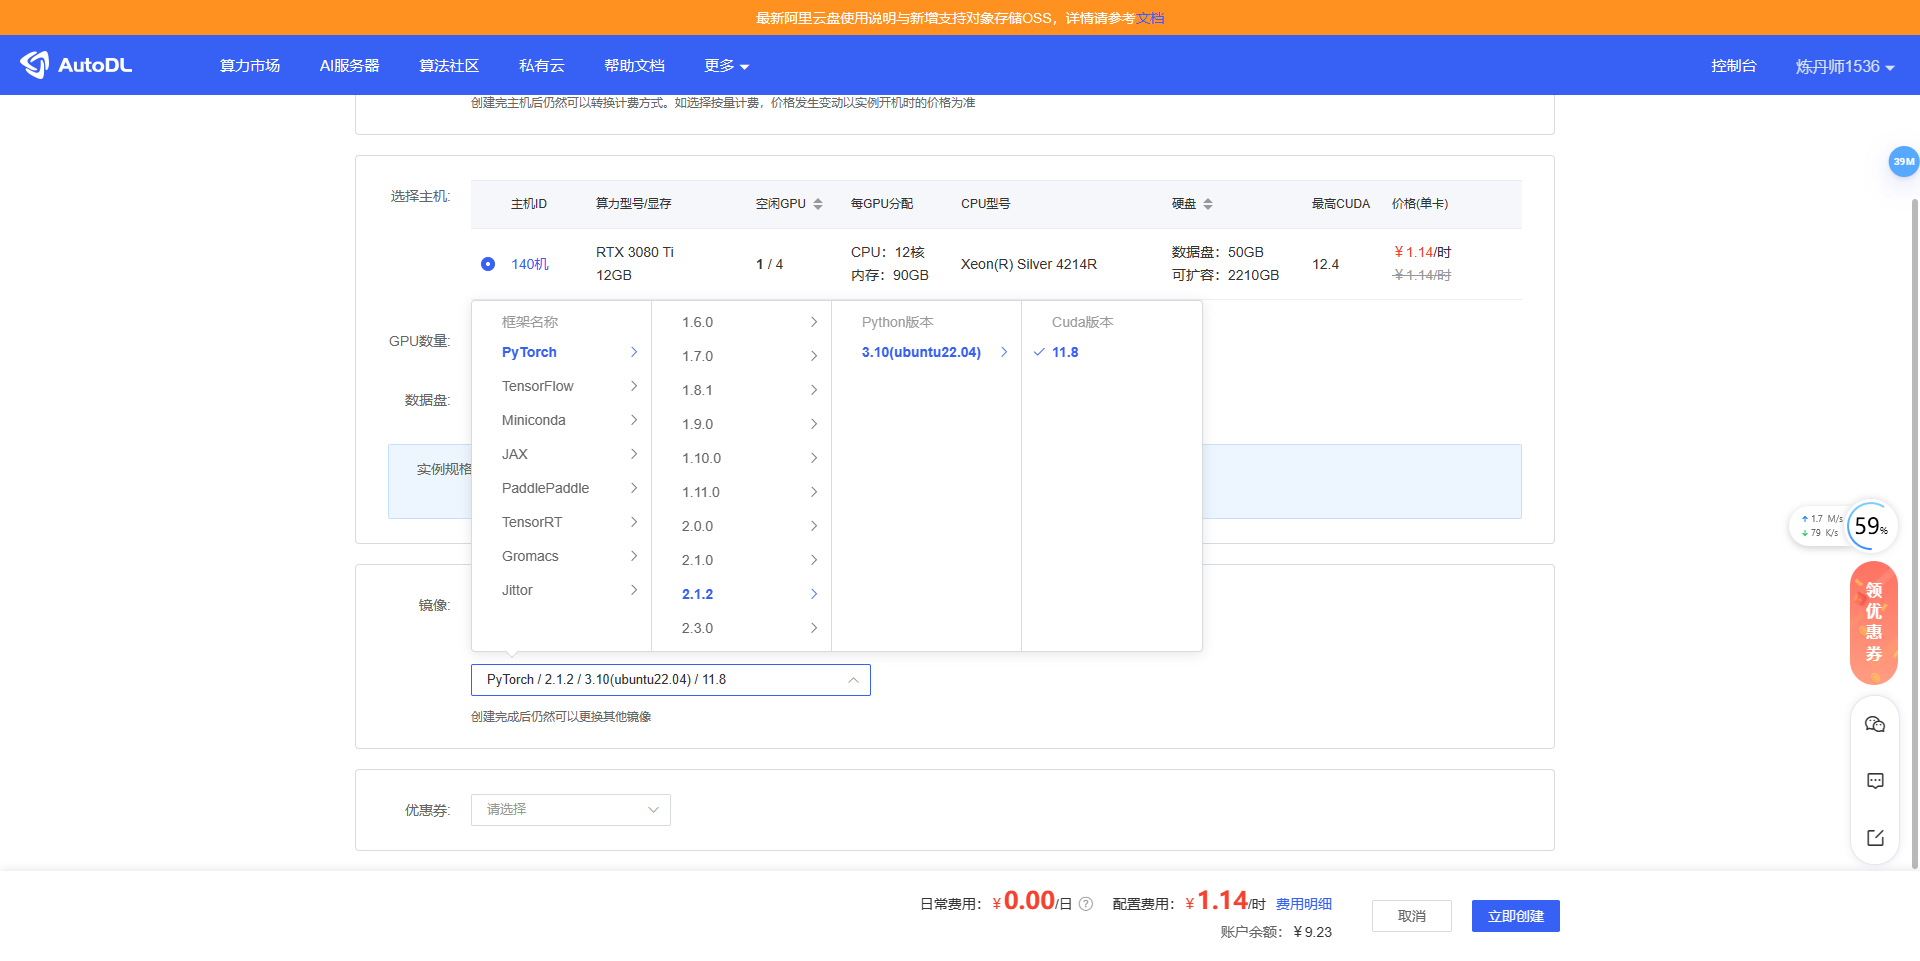 最新阿里云盘使用说明与新增支持对象存储OSS，详情请参考文档
AutoDL
算力市场
AI服务器
算法社区
私有云
帮助文档
更多
控制台
炼丹师1536
创建完主机后仍然可以转换计费方式。如选择按量计费，价格发生变动以实例开机时的价格为准
39M
选择主机:
主机ID
算力型号/显存
空闲GPU
每GPU分配
CPU型号
硬盘
最高CUDA
价格(单卡)
140机
RTX 3080 Ti
12GB
1 / 4
CPU：12核
内存：90GB
Xeon(R) Silver 4214R
数据盘：50GB
可扩容：2210GB
12.4
￥1.14/时
￥1.14/时
GPU数量:
数据盘:
实例规格
框架名称
PyTorch
TensorFlow
Miniconda
JAX
PaddlePaddle
TensorRT
Gromacs
Jittor
1.6.0
1.7.0
1.8.1
1.9.0
1.10.0
1.11.0
2.0.0
2.1.0
2.1.2
2.3.0
Python版本
3.10(ubuntu22.04)
Cuda版本
11.8
镜像:
PyTorch / 2.1.2 / 3.10(ubuntu22.04) / 11.8
创建完成后仍然可以更换其他镜像
优惠券:
请选择
1.7 M/s
79 K/s
59%
领优惠券
日常费用：￥0.00/日
配置费用：￥1.14/时 费用明细
账户余额：￥9.23
取消
立即创建